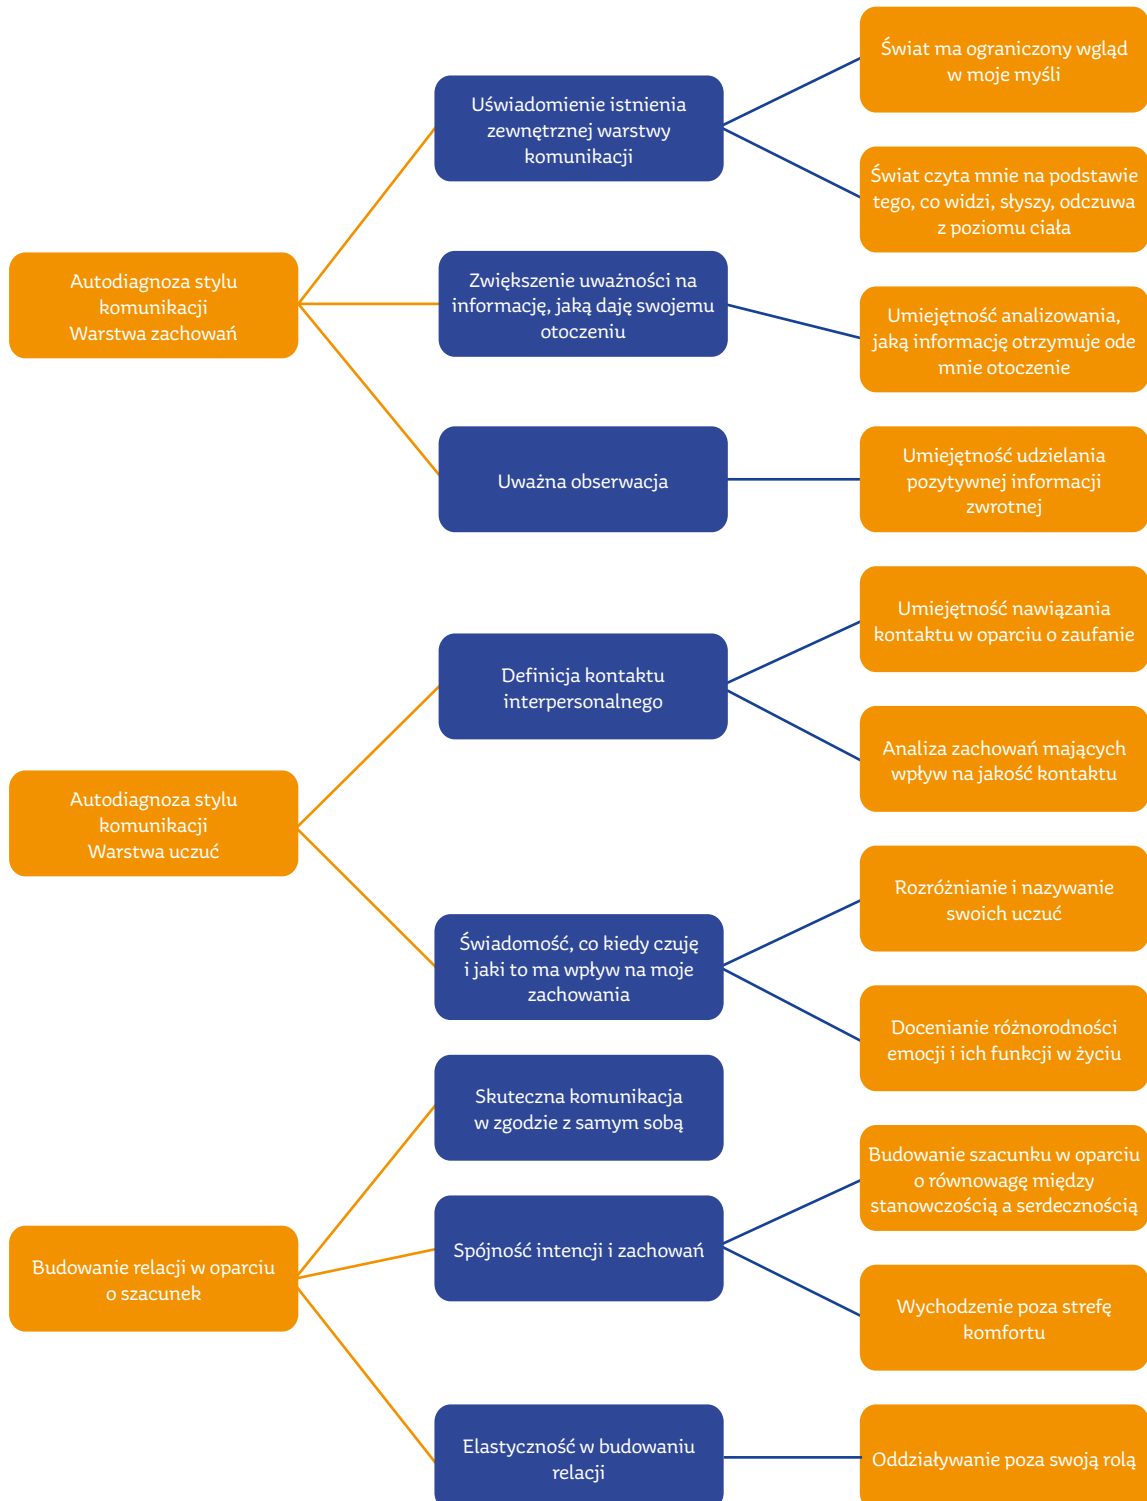 Świat ma ograniczony wgląd
w moje myśli
Uświadomienie istnienia
zewnętrznej warstwy
komunikacji
Świat czyta mnie na podstawie
tego, co widzi, słyszy, odczuwa
z poziomu ciała
Autodiagnoza stylu
komunikacji
Warstwa zachowań
Zwiększenie uważności na
informację, jaką daję swojemu
otoczeniu
Umiejętność analizowania,
jaką informację otrzymuje ode
mnie otoczenie
Uważna obserwacja
Umiejętność udzielania
pozytywnej informacji
zwrotnej
Umiejętność nawiązania
kontaktu w oparciu o zaufanie
Definicja kontaktu
interpersonalnego
Analiza zachowań mających
wpływ na jakość kontaktu
Autodiagnoza stylu
komunikacji
Warstwa uczuć
Rozróżnianie i nazywanie
swoich uczuć
Świadomość, co kiedy czuję
i jaki to ma wpływ na moje
zachowania
Docenianie różnorodności
emocji i ich funkcji w życiu
Skuteczna komunikacja
w zgodzie z samym sobą
Budowanie szacunku w oparciu
o równowagę między
stanowczością a serdecznością
Budowanie relacji w oparciu
o szacunek
Spójność intencji i zachowań
Wychodzenie poza strefę
komfortu
Elastyczność w budowaniu
relacji
Oddziaływanie poza swoją rolą